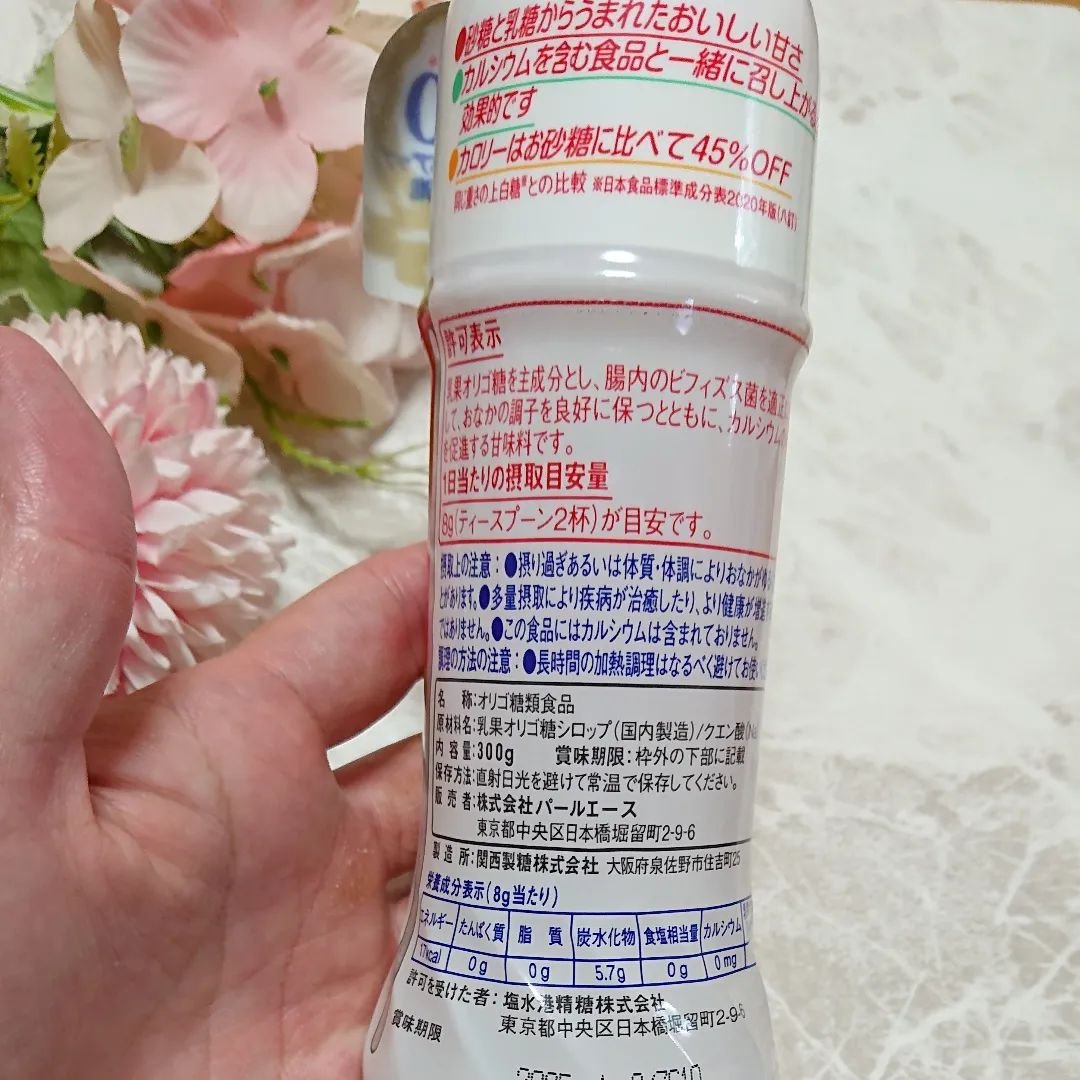 ●砂糖と乳糖からうまれたおいしい甘さ
●カルシウムを含む食品と一緒に召し上がる
効果的です
●カロリーはお砂糖に比べて45%OFF
同じ重さの上白糖※との比較 ※日本食品標準成分表2020年版(八訂)
許可表示
乳果オリゴ糖を主成分とし、腸内のビフィズス菌を適正
して、おなかの調子を良好に保つとともに、カルシウム
を促進する甘味料です。
1日当たりの摂取目安量
8g(ティースプーン2杯)が目安です。
摂取上の注意：●摂り過ぎあるいは体質・体調によりおなかがゆ
とがあります。●多量摂取により疾病が治癒したり、より健康が増進
ではありません。●この食品にはカルシウムは含まれておりません。
調理の方法の注意：●長時間の加熱調理はなるべく避けてお使い
名 称：オリゴ糖類食品
原材料名：乳果オリゴ糖シロップ(国内製造)/クエン酸(Na
内容量：300g 賞味期限：枠外の下部に記載
保存方法：直射日光を避けて常温で保存してください。
販売者：株式会社パールエース
東京都中央区日本橋堀留町2-9-6
製造所：関西製糖株式会社 大阪府泉佐野市住吉町25
栄養成分表示(8g当たり)
エネルギー たんぱく質 脂質 炭水化物 食塩相当量 カルシウム
17kcal 0g 0g 5.7g 0g 0mg
許可を受けた者：塩水港精糖株式会社
東京都中央区日本橋堀留町2-9-6
賞味期限